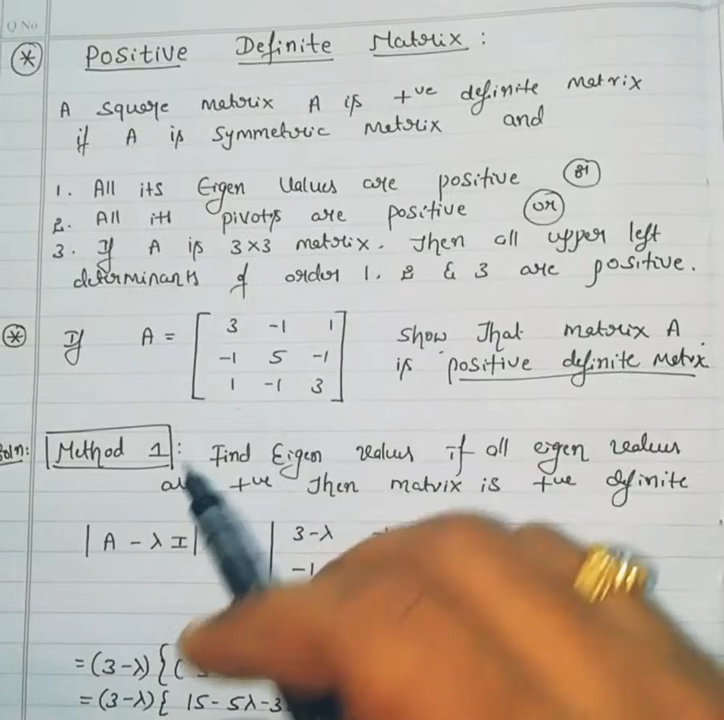 Q No
* Positive Definite Matrix :
A square matrix A is +ve definite matrix
if A is symmetric matrix and
1. All its Eigen values are positive or
2. All its pivots are positive or
3. If A is 3×3 matrix. Then all upper left
determinants of order 1. 2 & 3 are positive.
* If A = [ 3 -1 1 show that matrix A
-1 5 -1 is positive definite metrix
1 -1 3 ]
Soln: Method 1 : Find Eigen values if all eigen values
+ve then matrix is +ve definite
| A - λI | | 3-λ
-1
= (3-λ) { (
= (3-λ) { 15 - 5λ - 3